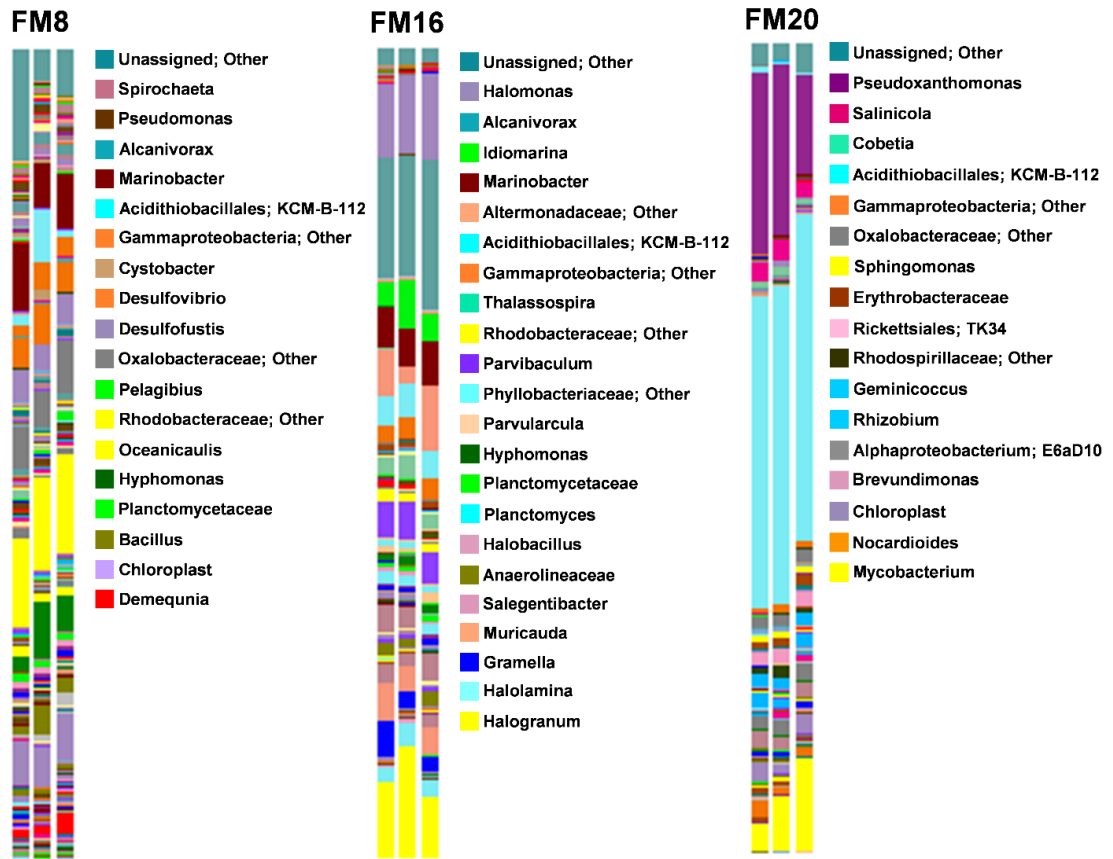 FM8
Unassigned; Other
Spirochaeta
Pseudomonas
Alcanivorax
Marinobacter
Acidithiobacillales; KCM-B-112
Gammaproteobacteria; Other
Cystobacter
Desulfovibrio
Desulfofustis
Oxalobacteraceae; Other
Pelagibius
Rhodobacteraceae; Other
Oceanicaulis
Hyphomonas
Planctomycetaceae
Bacillus
Chloroplast
Demequnia
FM16
Unassigned; Other
Halomonas
Alcanivorax
Idiomarina
Marinobacter
Altermonadaceae; Other
Acidithiobacillales; KCM-B-112
Gammaproteobacteria; Other
Thalassospira
Rhodobacteraceae; Other
Parvibaculum
Phyllobacteriaceae; Other
Parvularcula
Hyphomonas
Planctomycetaceae
Planctomyces
Halobacillus
Anaerolineaceae
Salegentibacter
Muricauda
Gramella
Halolamina
Halogranum
FM20
Unassigned; Other
Pseudoxanthomonas
Salinicola
Cobetia
Acidithiobacillales; KCM-B-112
Gammaproteobacteria; Other
Oxalobacteraceae; Other
Sphingomonas
Erythrobacteraceae
Rickettsiales; TK34
Rhodospirillaceae; Other
Geminicoccus
Rhizobium
Alphaproteobacterium; E6aD10
Brevundimonas
Chloroplast
Nocardioides
Mycobacterium